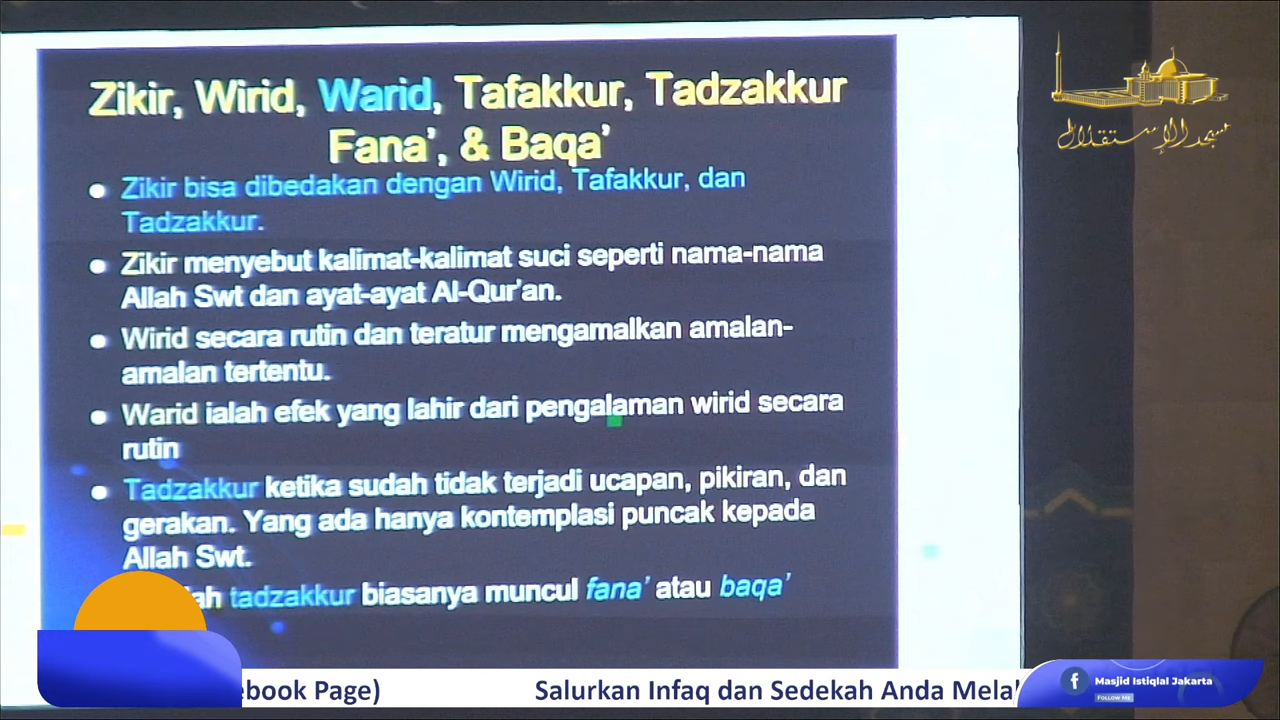 Zikir, Wirid, Warid, Tafakkur, Tadzakkur
Fana’, & Baqa’
Zikir bisa dibedakan dengan Wirid, Tafakkur, dan
Tadzakkur.
Zikir menyebut kalimat-kalimat suci seperti nama-nama
Allah Swt dan ayat-ayat Al-Qur’an.
Wirid secara rutin dan teratur mengamalkan amalan-
amalan tertentu.
Warid ialah efek yang lahir dari pengalaman wirid secara
rutin
Tadzakkur ketika sudah tidak terjadi ucapan, pikiran, dan
gerakan. Yang ada hanya kontemplasi puncak kepada
Allah Swt.
tadzakkur biasanya muncul fana’ atau baqa’
مسجد الإستقلال
Page) Salurkan Infaq dan Sedekah Anda
Masjid Istiqlal Jakarta
FOLLOW ME